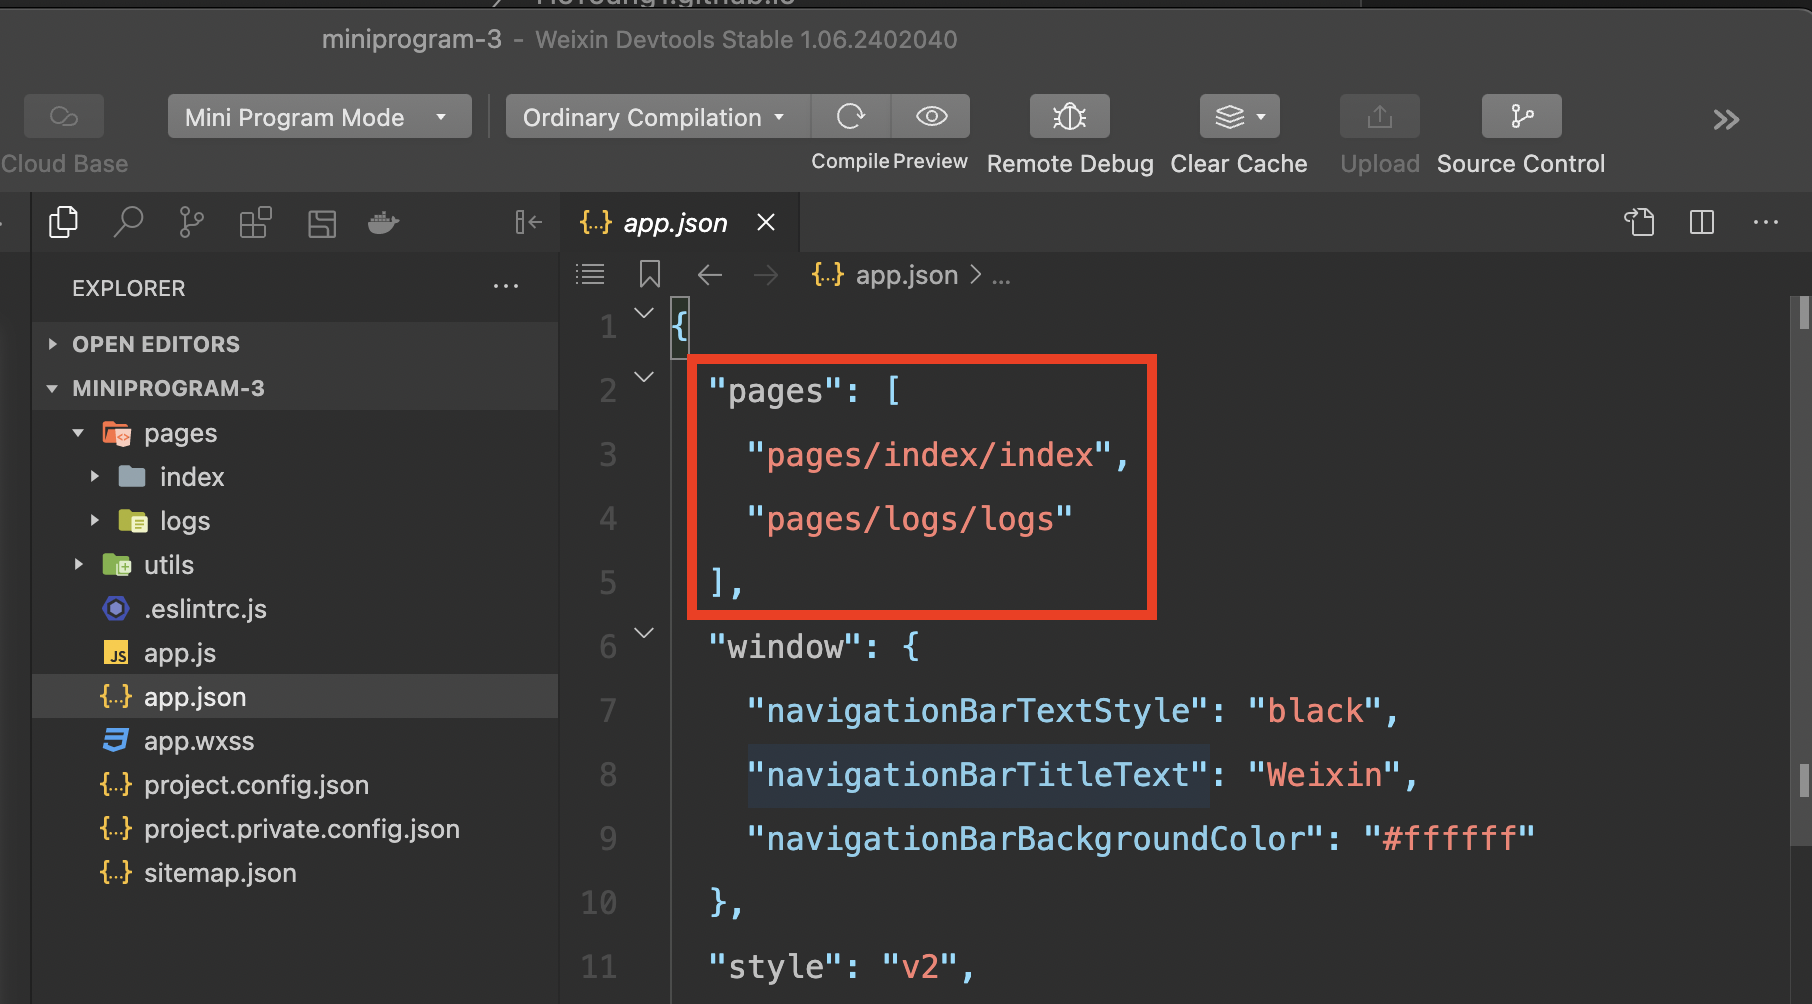 miniprogram-3 - Weixin Devtools Stable 1.06.2402040
Mini Program Mode
Ordinary Compilation
Cloud Base
Compile
Preview
Remote Debug
Clear Cache
Upload
Source Control
{...} app.json
EXPLORER
OPEN EDITORS
MINIPROGRAM-3
pages
index
logs
utils
.eslintrc.js
JS app.js
{...} app.json
app.wxss
{...} project.config.json
{...} project.private.config.json
{...} sitemap.json
{...} app.json > ...
1 {
2 "pages": [
3 "pages/index/index",
4 "pages/logs/logs"
5 ],
6 "window": {
7 "navigationBarTextStyle": "black",
8 "navigationBarTitleText": "Weixin",
9 "navigationBarBackgroundColor": "#ffffff"
10 },
11 "style": "v2",